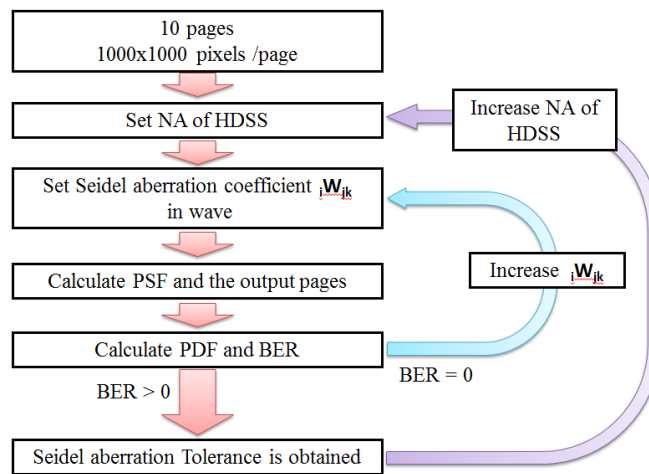 10 pages
1000x1000 pixels /page
Increase NA of
HDSS
Set NA of HDSS
Set Seidel aberration coefficient iWjk
in wave
Calculate PSF and the output pages
Increase iWjk
Calculate PDF and BER
BER > 0
BER = 0
Seidel aberration Tolerance is obtained